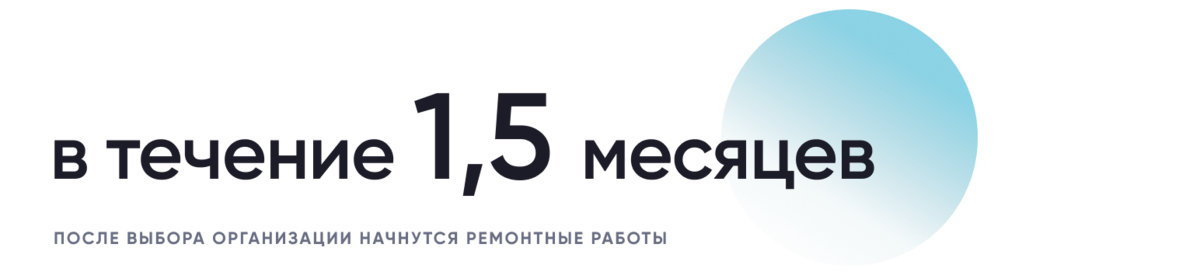 в течение 1,5 месяцев
ПОСЛЕ ВЫБОРА ОРГАНИЗАЦИИ НАЧНУТСЯ РЕМОНТНЫЕ РАБОТЫ